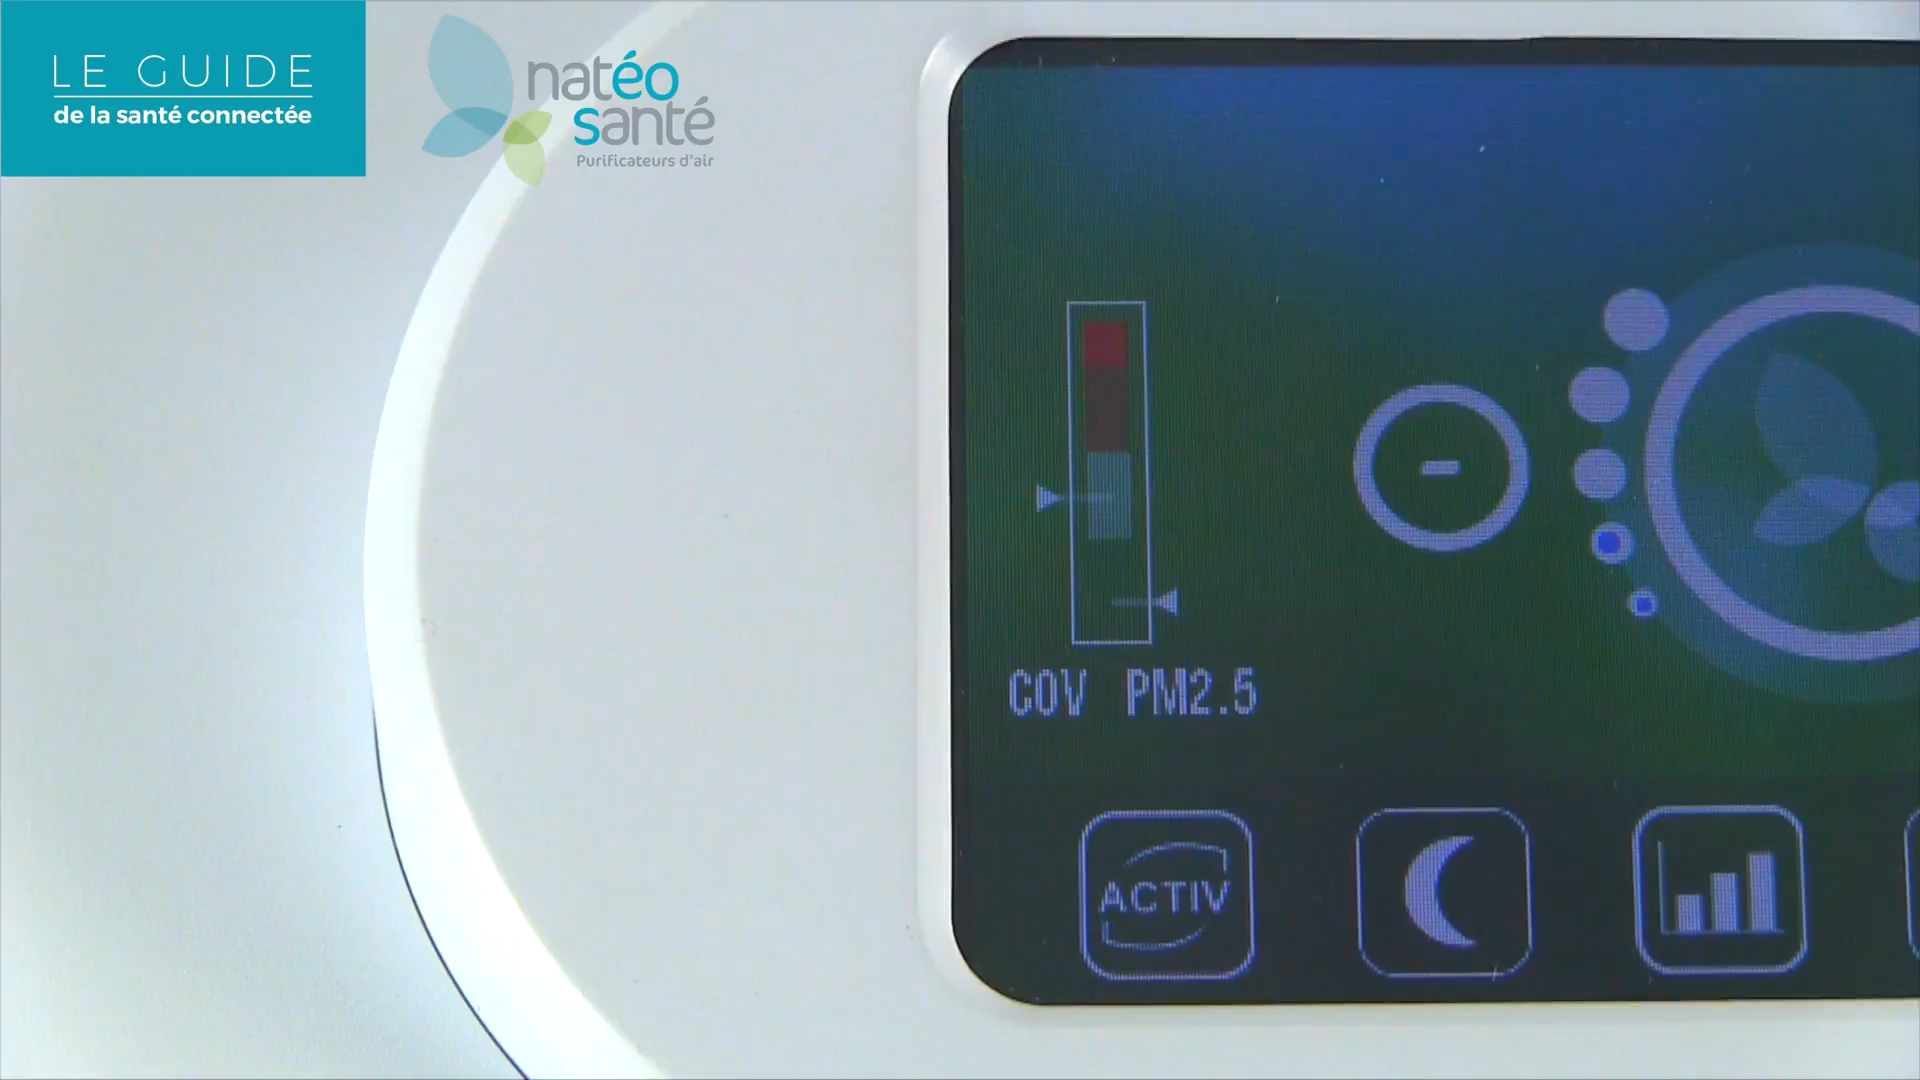 LE GUIDE
de la santé connectée
natéo
santé
Purificateurs d'air
COV PM2.5
ACTIV